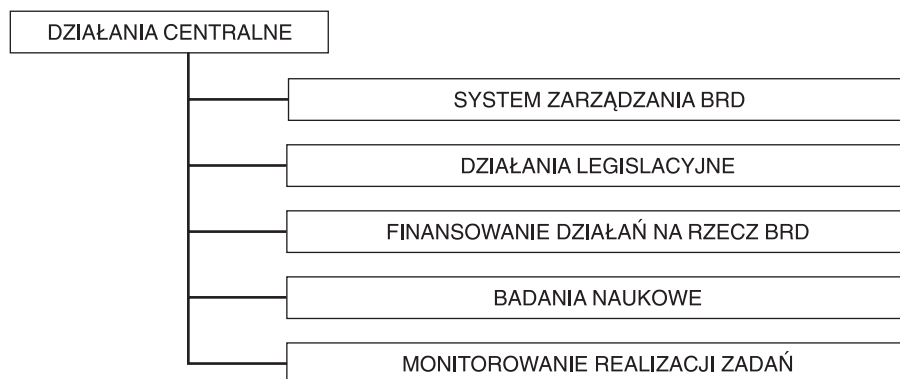 DZIAŁANIA CENTRALNE
SYSTEM ZARZĄDZANIA BRD
DZIAŁANIA LEGISLACYJNE
FINANSOWANIE DZIAŁAŃ NA RZECZ BRD
BADANIA NAUKOWE
MONITOROWANIE REALIZACJI ZADAŃ